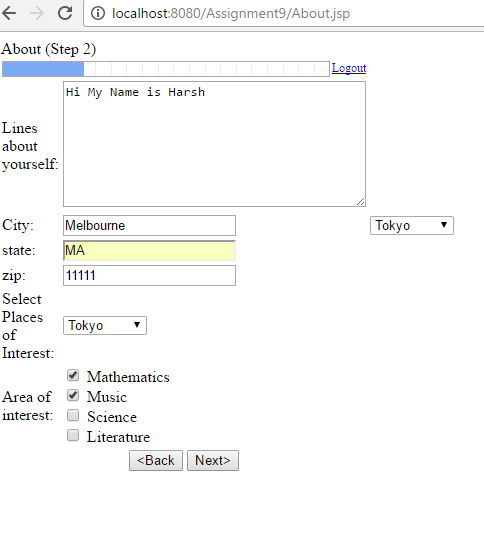 localhost:8080/Assignment9/About.jsp
About (Step 2)
Logout
Lines about yourself:
Hi My Name is Harsh
City:
Melbourne
Tokyo
state:
MA
zip:
11111
Select Places of Interest:
Tokyo
Area of interest:
Mathematics
Music
Science
Literature
<Back
Next>